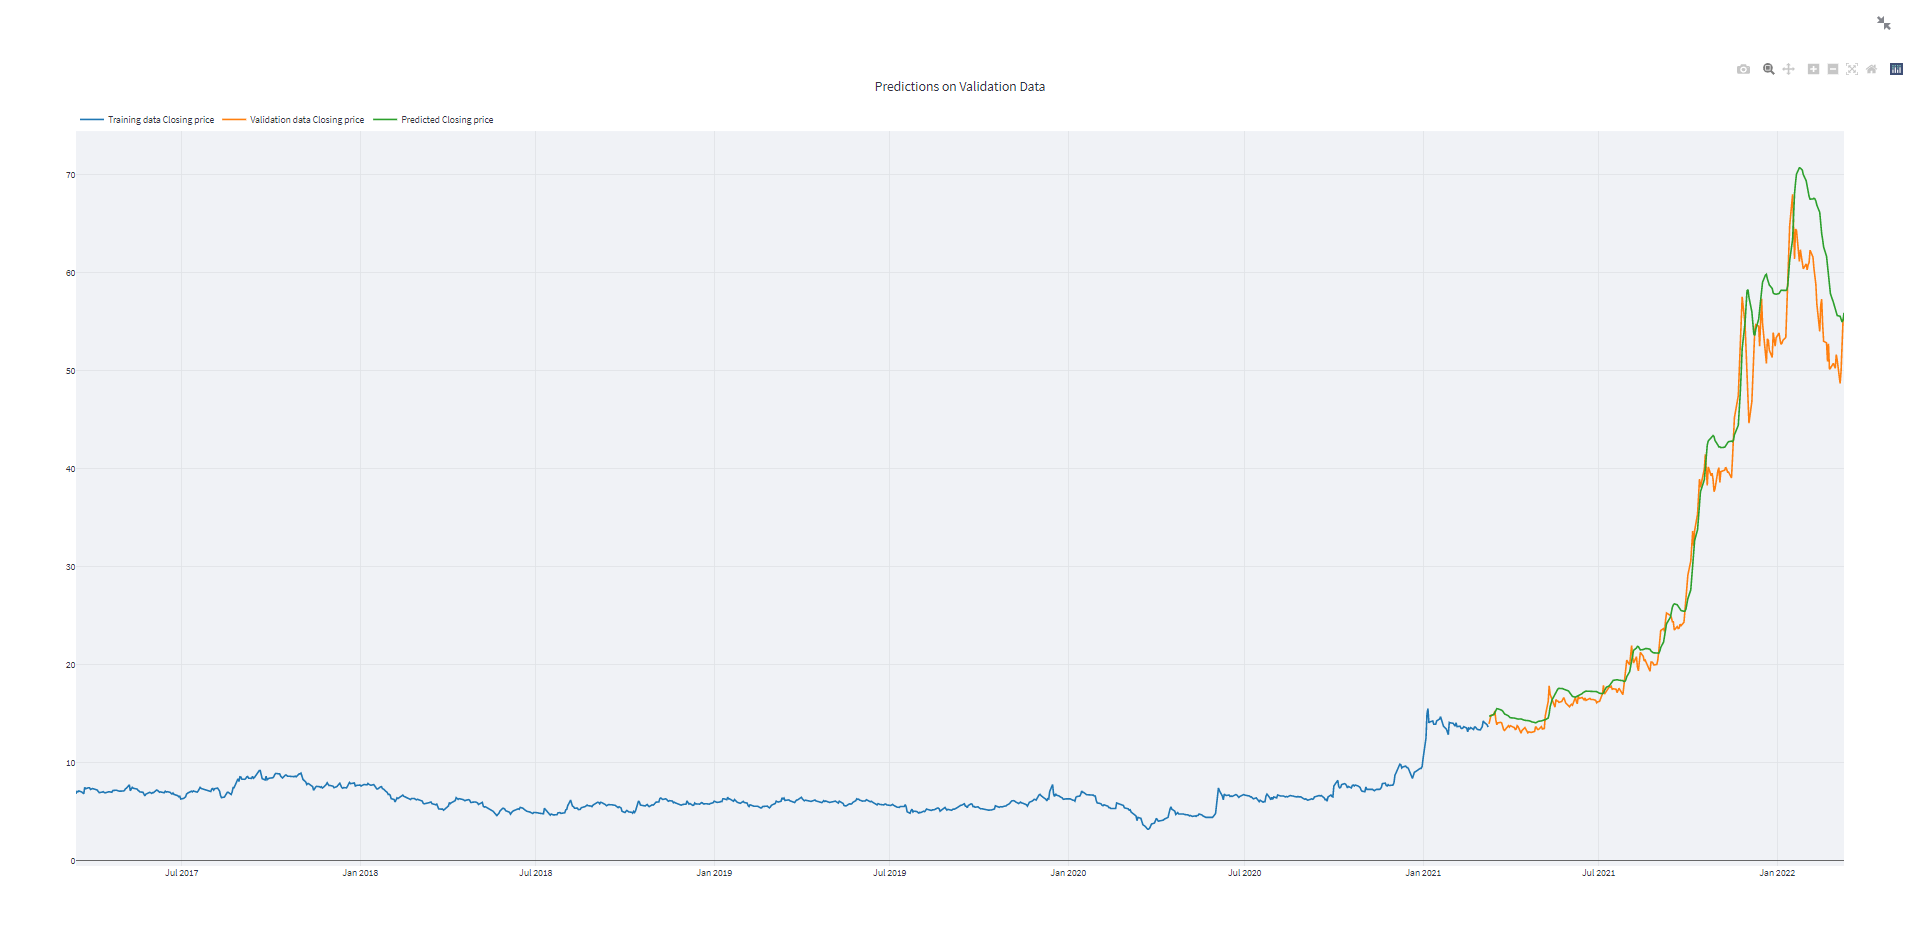 Predictions on Validation Data
Training data Closing price Validation data Closing price Predicted Closing price
70
60
50
40
30
20
10
0
Jul 2017 Jan 2018 Jul 2018 Jan 2019 Jul 2019 Jan 2020 Jul 2020 Jan 2021 Jul 2021 Jan 2022